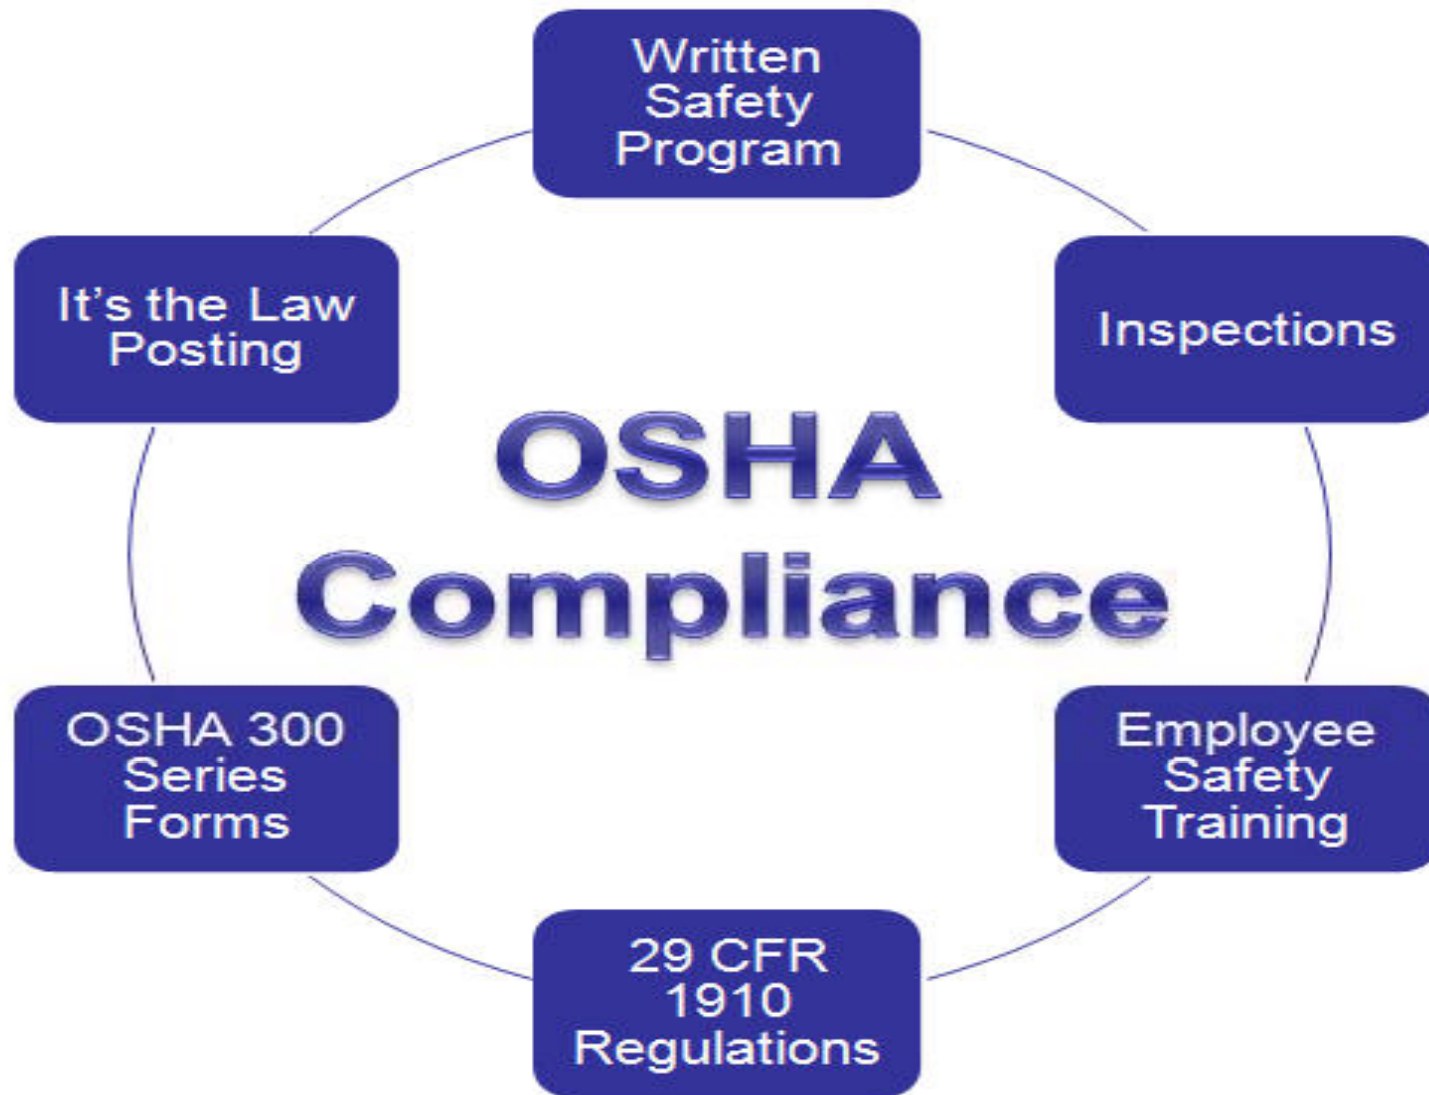 Written
Safety
Program
Inspections
Employee
Safety
Training
29 CFR
1910
Regulations
OSHA 300
Series
Forms
It’s the Law
Posting
OSHA
Compliance